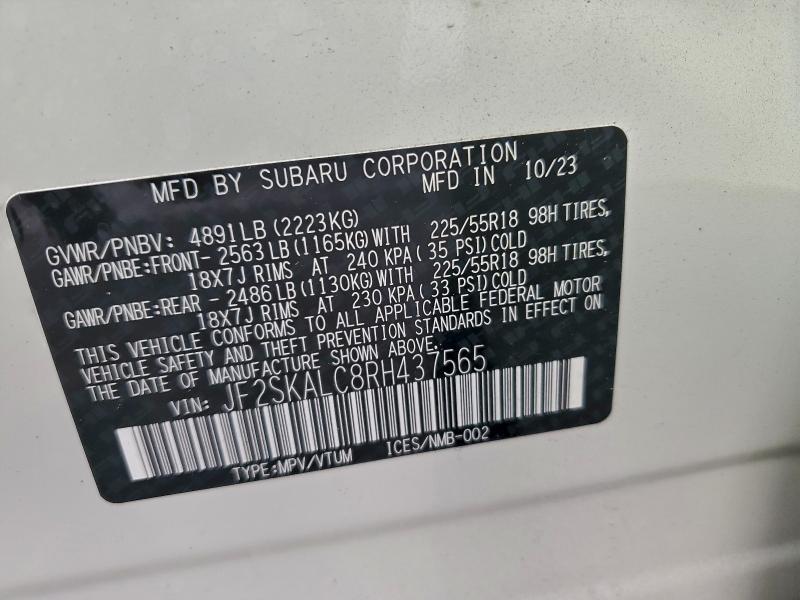 MFD BY SUBARU CORPORATION
MFD IN 10/23
GVWR/PNBV: 4891LB(2223KG)
GAWR/PNBE:FRONT- 2563LB(1165KG)WITH 225/55R18 98H TIRES,
18X7J RIMS AT 240 KPA(35 PSI)COLD
GAWR/PNBE:REAR - 2486LB(1130KG)WITH 225/55R18 98H TIRES,
18X7J RIMS AT 230 KPA(33 PSI)COLD
THIS VEHICLE CONFORMS TO ALL APPLICABLE FEDERAL MOTOR
VEHICLE SAFETY AND THEFT PREVENTION STANDARDS IN EFFECT ON
THE DATE OF MANUFACTURE SHOWN ABOVE.
VIN: JF2SKALC8RH437565
TYPE:MPV/VTUM ICES/NMB-002